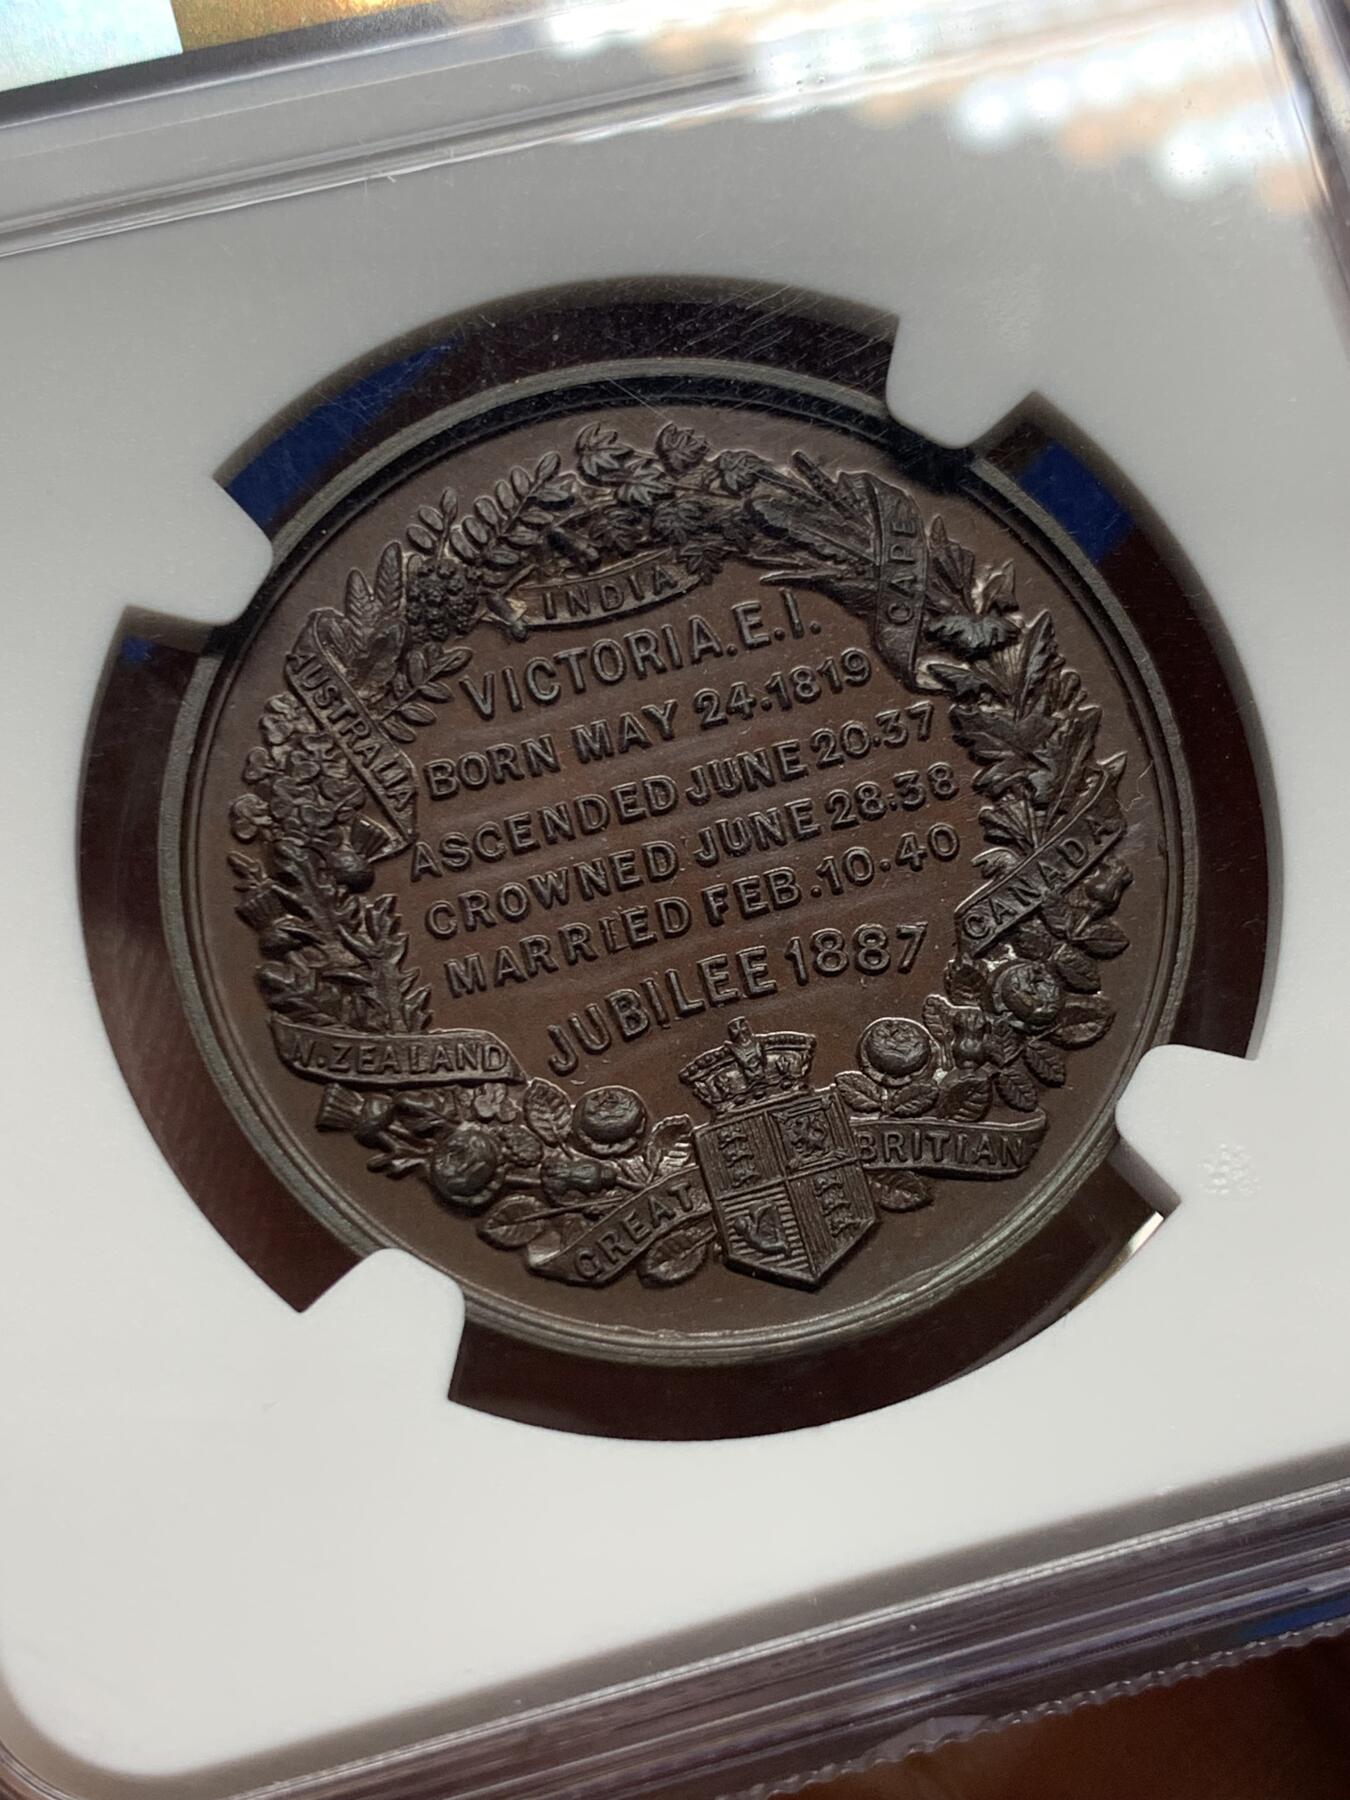 INDIA
CAPE
AUSTRALIA
VICTORIA.E.I.
BORN MAY 24.1819
ASCENDED JUNE 20.37
CROWNED JUNE 28.38
MARRIED FEB.10.40
JUBILEE 1887
CANADA
N.ZEALAND
GREAT
BRITIAN